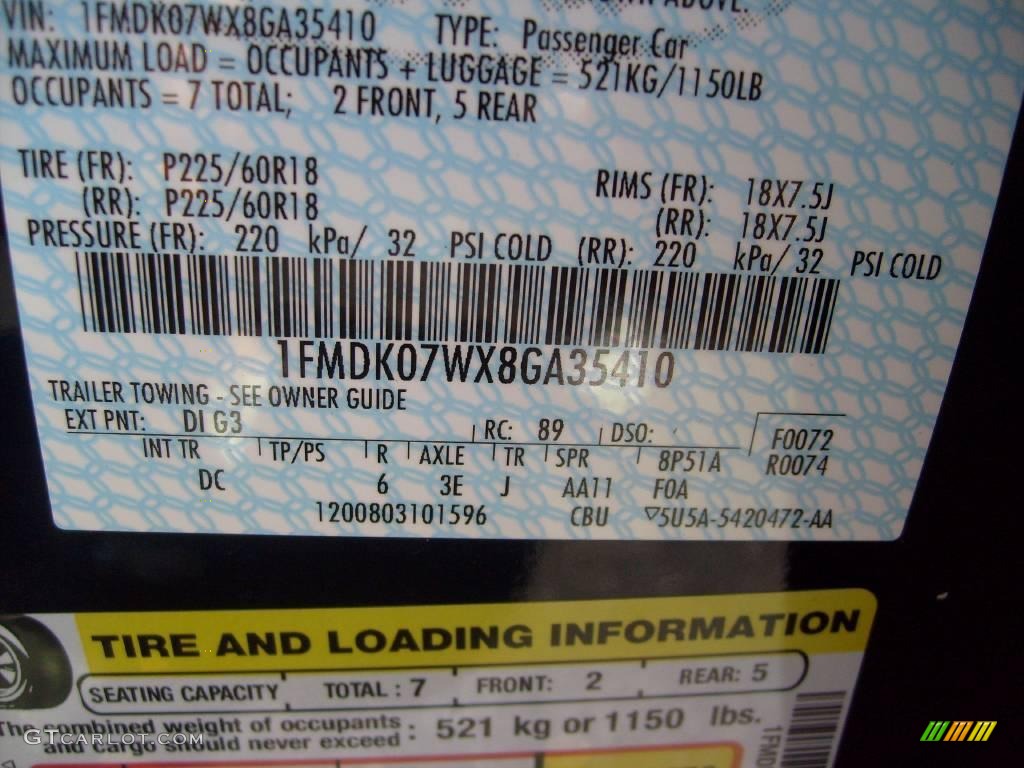 OWN ABOVE.
VIN: 1FMDK07WX8GA35410 TYPE: Passenger Car
MAXIMUM LOAD = OCCUPANTS + LUGGAGE = 521KG/1150LB
OCCUPANTS = 7 TOTAL; 2 FRONT, 5 REAR
TIRE (FR): P225/60R18 RIMS (FR): 18X7.5J
(RR): P225/60R18 (RR): 18X7.5J
PRESSURE (FR): 220 kPa/ 32 PSI COLD (RR): 220 kPa/ 32 PSI COLD
1FMDK07WX8GA35410
TRAILER TOWING - SEE OWNER GUIDE
EXT PNT: DI G3 RC: 89 DSO: F0072
INT TR TP/PS R AXLE TR SPR 8P51A R0074
DC 6 3E J AA11 F0A
1200803101596 CBU ▽5U5A-5420472-AA
TIRE AND LOADING INFORMATION
SEATING CAPACITY TOTAL : 7 FRONT: 2 REAR: 5
The combined weight of occupants : 521 kg or 1150 lbs.
and cargo should never exceed :
1FMD
GTCARLOT.COM